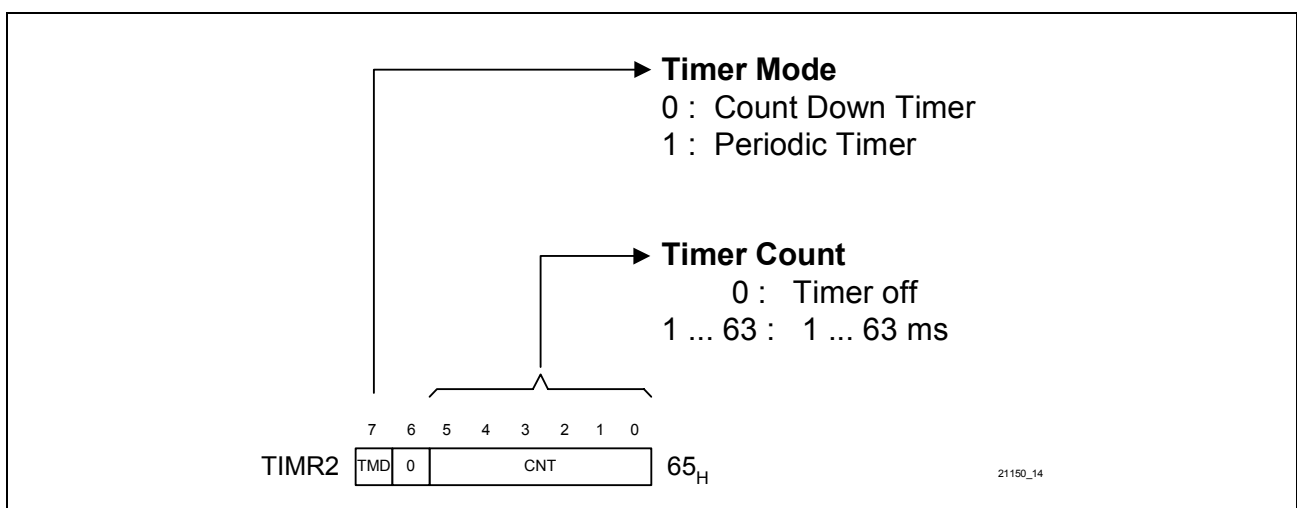 Timer Mode
0 : Count Down Timer
1 : Periodic Timer
Timer Count
0 : Timer off
1 ... 63 : 1 ... 63 ms
7 6 5 4 3 2 1 0
TIMR2 TMD 0 CNT 65H
21150_14